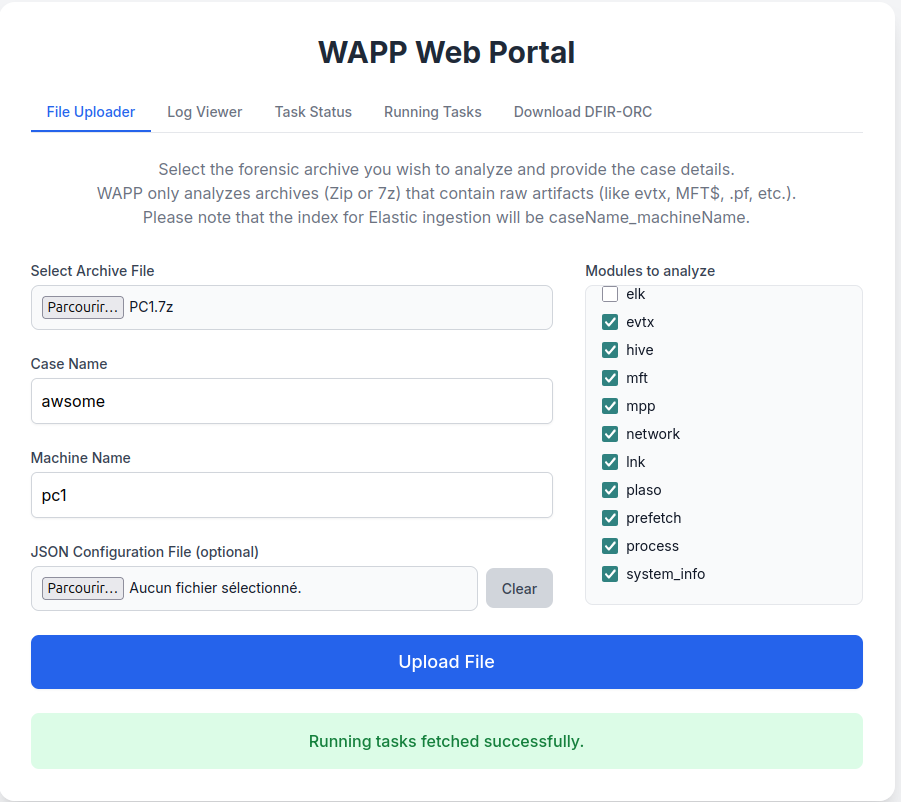 WAPP Web Portal
File Uploader
Log Viewer
Task Status
Running Tasks
Download DFIR-ORC
Select the forensic archive you wish to analyze and provide the case details.
WAPP only analyzes archives (Zip or 7z) that contain raw artifacts (like evtx, MFT$, .pf, etc.).
Please note that the index for Elastic ingestion will be caseName_machineName.
Select Archive File
Parcourir... PC1.7z
Case Name
awsome
Machine Name
pc1
JSON Configuration File (optional)
Parcourir... Aucun fichier sélectionné.
Clear
Modules to analyze
elk
evtx
hive
mft
mpp
network
lnk
plaso
prefetch
process
system_info
Upload File
Running tasks fetched successfully.